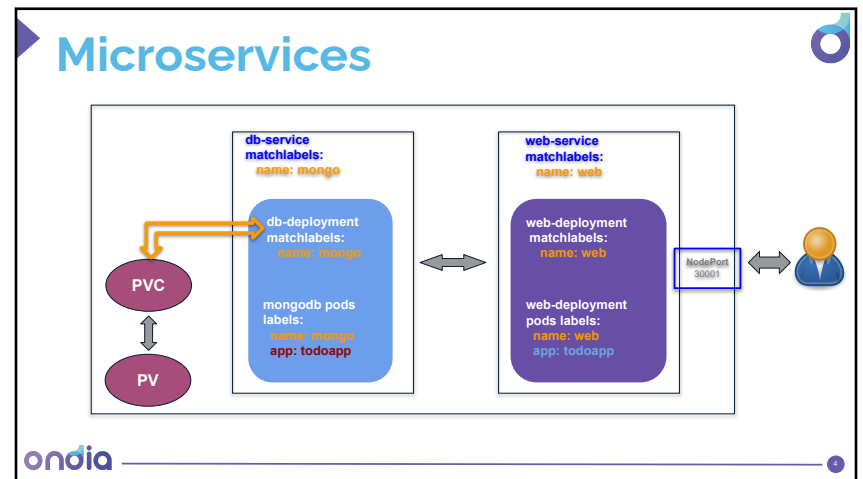 Microservices
db-service
matchlabels:
name: mongo
db-deployment
matchlabels:
name: mongo
mongodb pods
labels:
name: mongo
app: todoapp
PVC
PV
web-service
matchlabels:
name: web
web-deployment
matchlabels:
name: web
web-deployment
pods labels:
name: web
app: todoapp
NodePort
30001
ondia
4